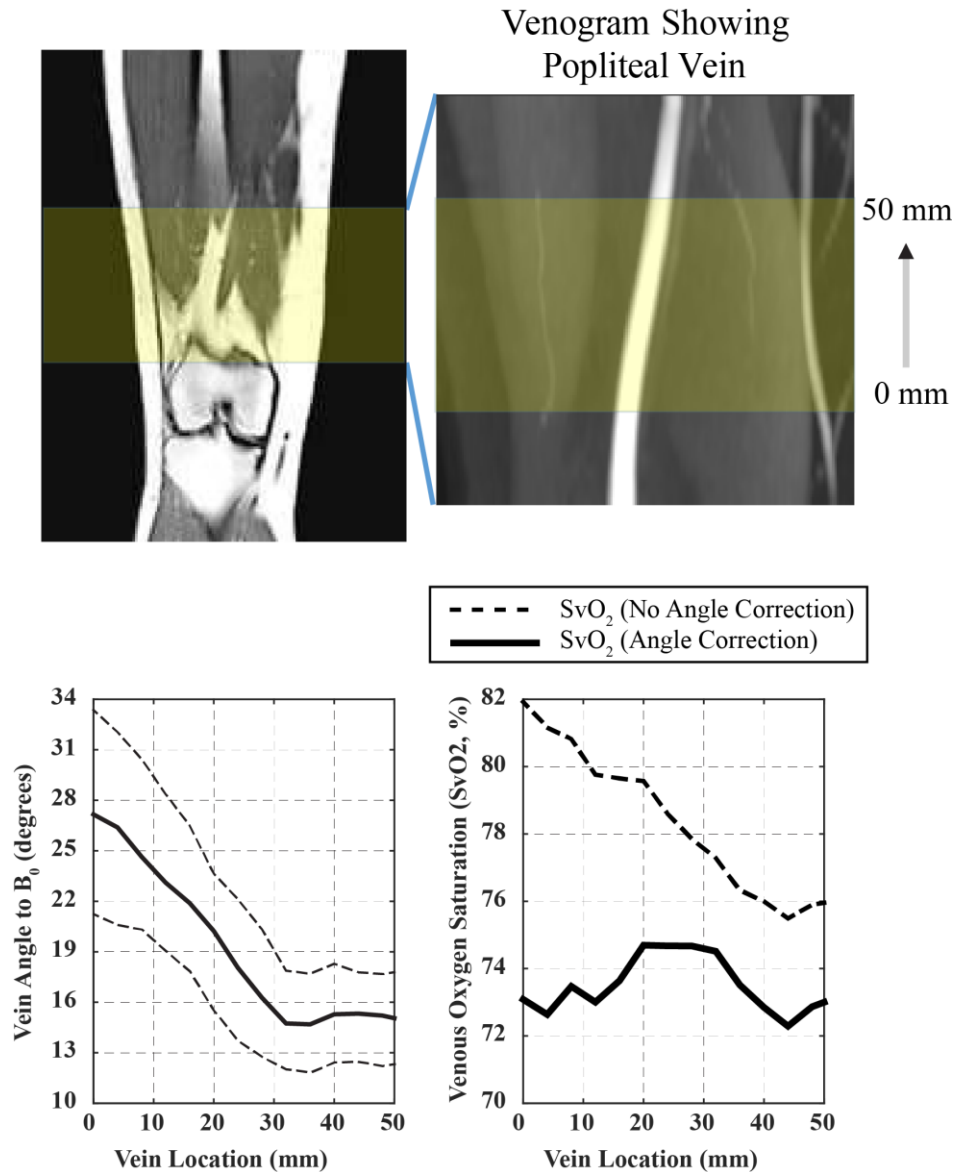 Venogram Showing
Popliteal Vein
50 mm
0 mm
SvO₂ (No Angle Correction)
SvO₂ (Angle Correction)
Vein Angle to B₀ (degrees)
34
31
28
25
22
19
16
13
10
0 10 20 30 40 50
Vein Location (mm)
Venous Oxygen Saturation (SvO2, %)
82
80
78
76
74
72
70
0 10 20 30 40 50
Vein Location (mm)